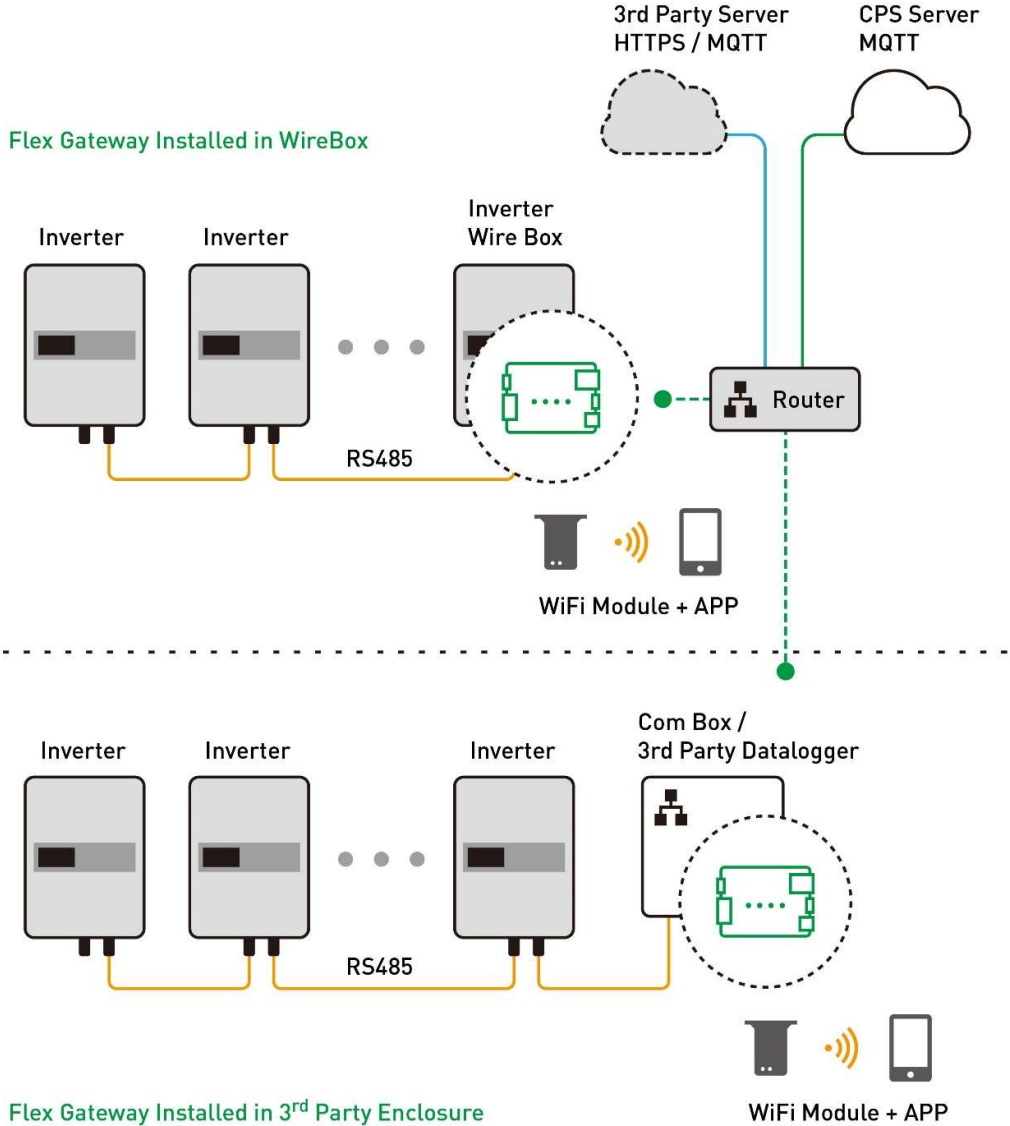 3rd Party Server
HTTPS / MQTT
CPS Server
MQTT
Flex Gateway Installed in WireBox
Inverter
Inverter
Inverter
Wire Box
Router
RS485
WiFi Module + APP
Com Box /
3rd Party Datalogger
Inverter
Inverter
Inverter
RS485
Flex Gateway Installed in 3rd Party Enclosure
WiFi Module + APP